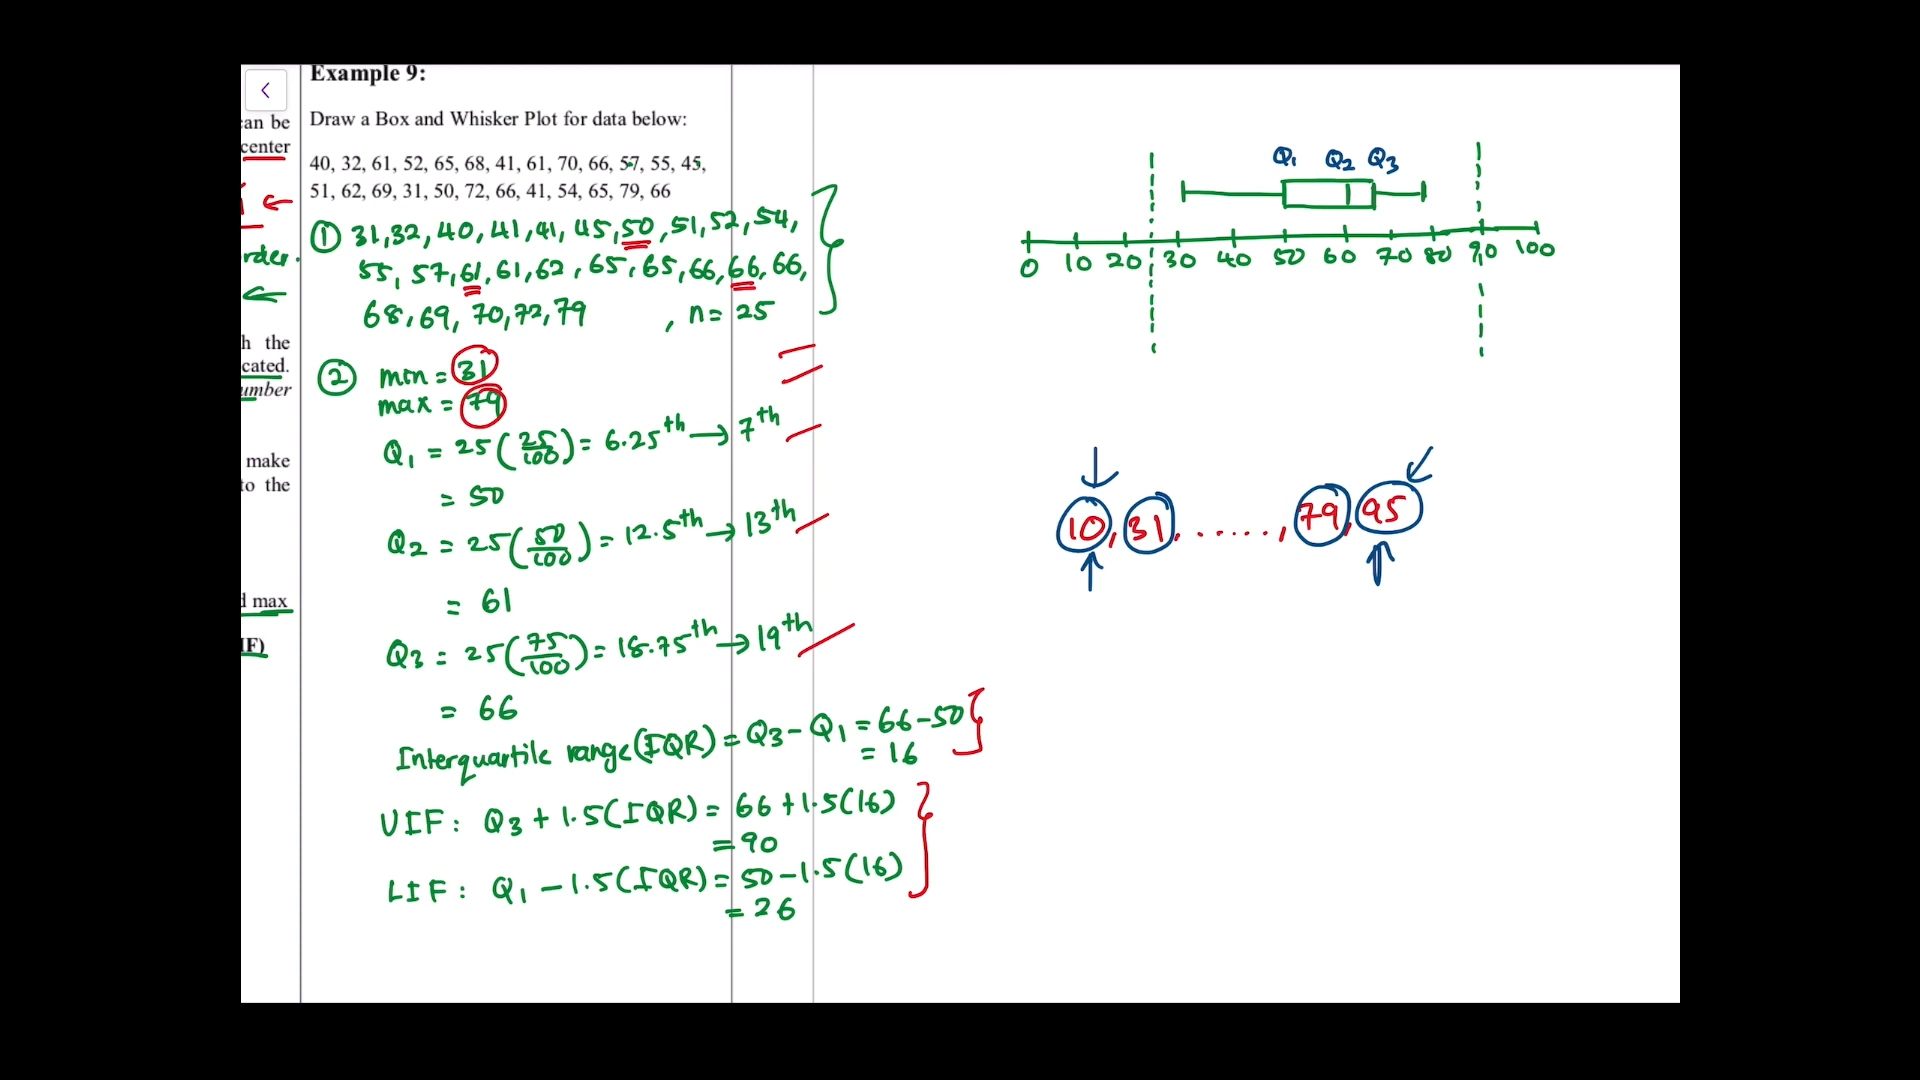 Example 9:
Draw a Box and Whisker Plot for data below:
40, 32, 61, 52, 65, 68, 41, 61, 70, 66, 57, 55, 45,
51, 62, 69, 31, 50, 72, 66, 41, 54, 65, 79, 66
① 31,32,40,41,41,45,50,51,52,54,
55, 57,61,61,62,65,65,66,66,66,
68,69,70,72,79 , n= 25
② min = 31
max = 79
Q1 = 25(25/100) = 6.25th → 7th
= 50
Q2 = 25(50/100) = 12.5th → 13th
= 61
Q3 = 25(75/100) = 18.75th → 19th
= 66
Interquartile range(IQR) = Q3 - Q1 = 66-50
= 16
UIF: Q3 + 1.5(IQR) = 66 + 1.5(16)
= 90
LIF: Q1 - 1.5(IQR) = 50 - 1.5(16)
= 26
an be
center
rder.
h the
cated.
umber
make
to the
d max
IF)
Q1 Q2 Q3
0 10 20 30 40 50 60 70 80 90 100
10, 31, ......, 79, 95